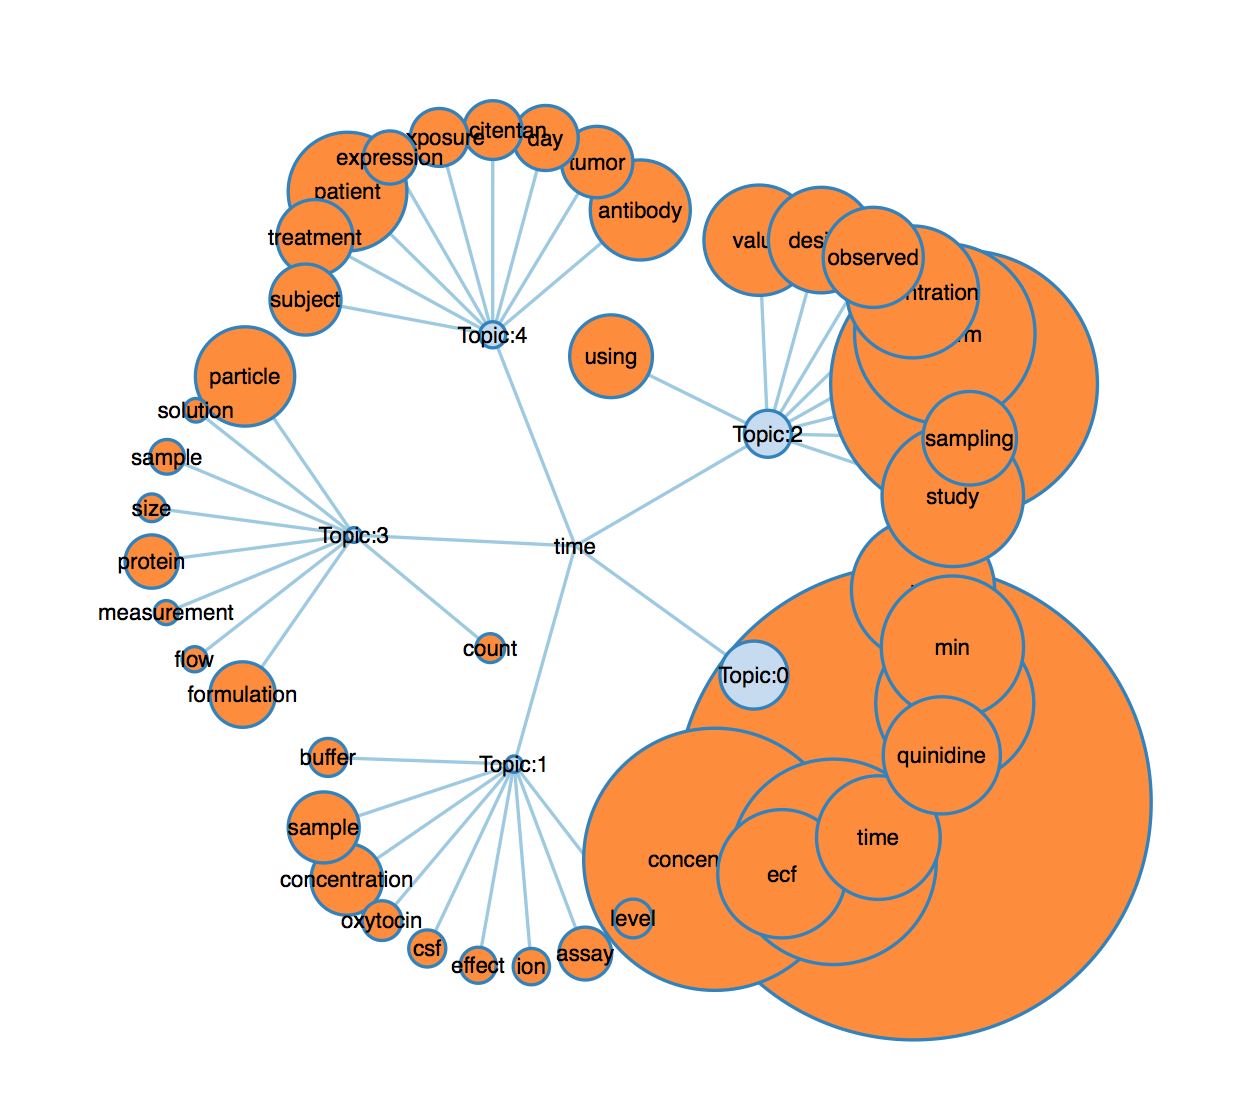 citentan
xposure
day
expression
tumor
patient
antibody
treatment
valu
desi
observed
subject
ntration
Topic:4
m
using
particle
solution
Topic:2
sampling
sample
study
size
Topic:3
time
protein
measurement
count
min
flow
Topic:0
formulation
buffer
Topic:1
quinidine
sample
time
concen
ecf
concentration
oxytocin
level
csf
assay
effect
ion